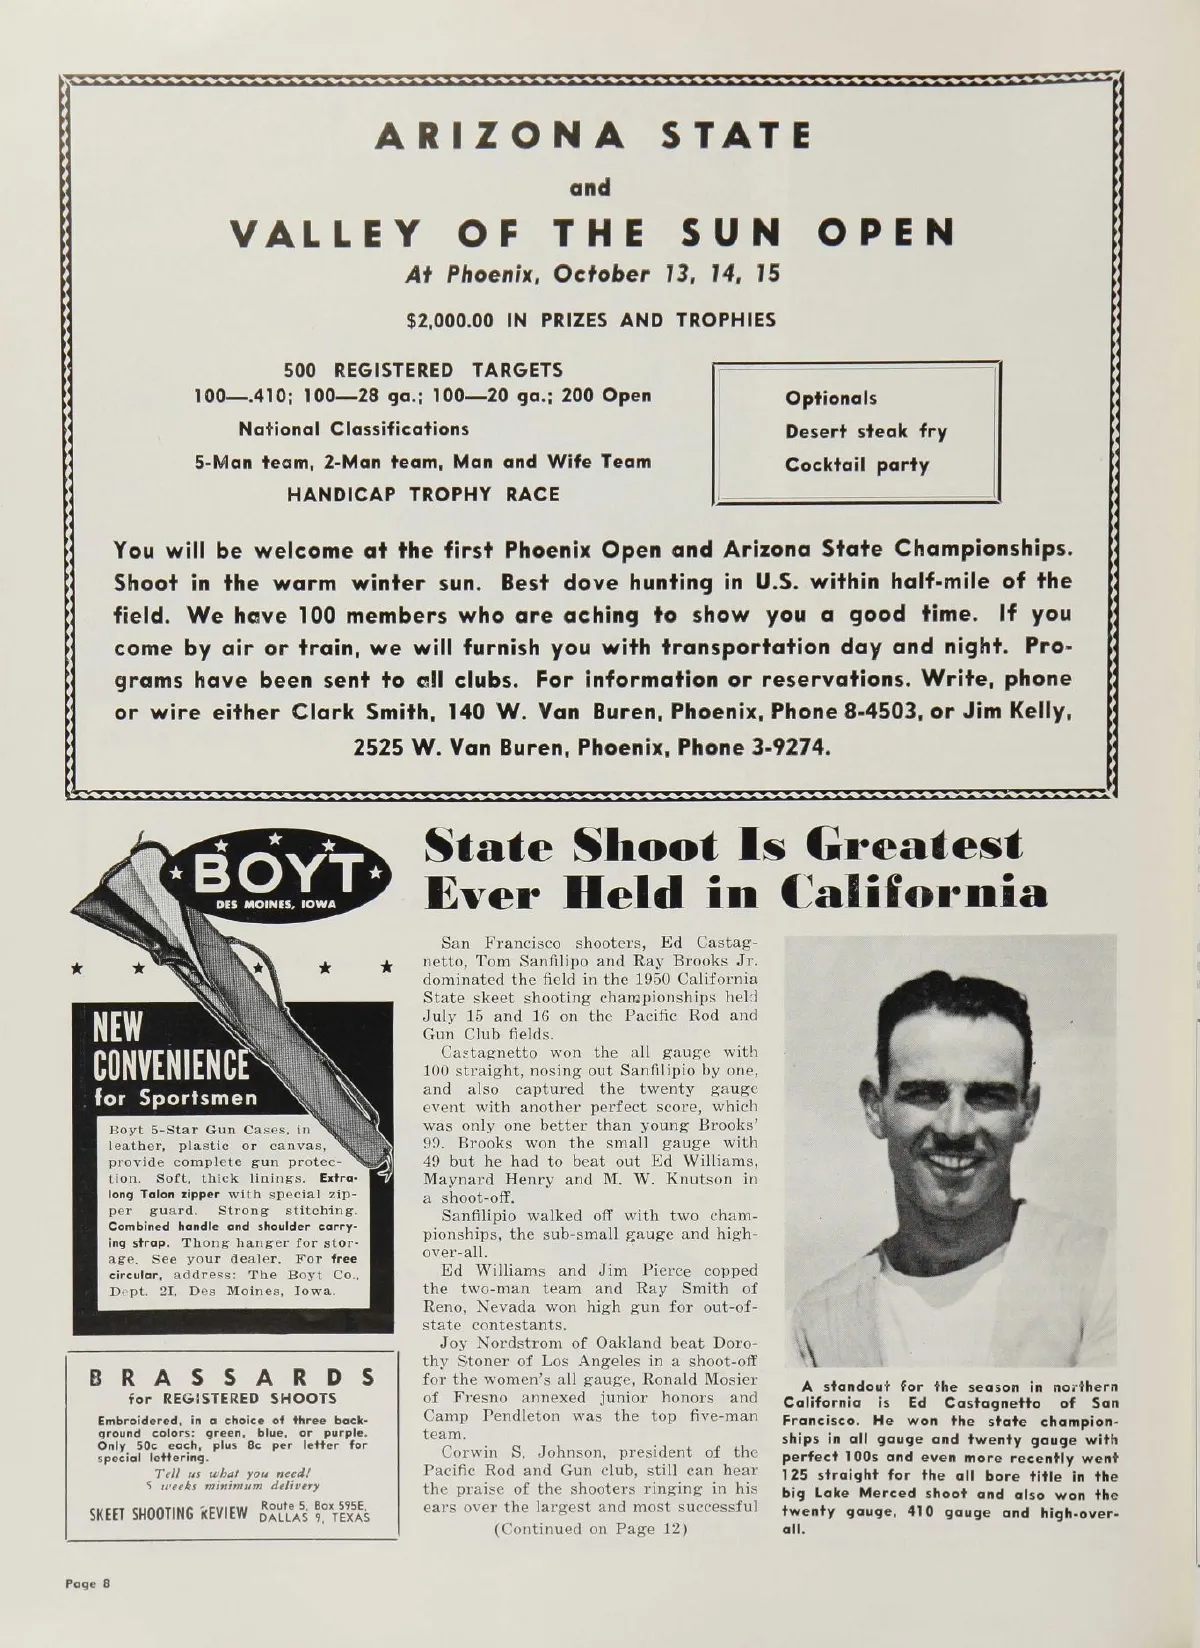 ARIZONA STATE
and
VALLEY OF THE SUN OPEN
At Phoenix, October 13, 14, 15
$2,000.00 IN PRIZES AND TROPHIES
500 REGISTERED TARGETS
100—.410; 100—28 ga.; 100—20 ga.; 200 Open
National Classifications
5-Man team, 2-Man team, Man and Wife Team
HANDICAP TROPHY RACE
Optionals
Desert steak fry
Cocktail party
You will be welcome at the first Phoenix Open and Arizona State Championships.
Shoot in the warm winter sun. Best dove hunting in U.S. within half-mile of the
field. We have 100 members who are aching to show you a good time. If you
come by air or train, we will furnish you with transportation day and night. Pro-
grams have been sent to all clubs. For information or reservations. Write, phone
or wire either Clark Smith, 140 W. Van Buren, Phoenix, Phone 8-4503, or Jim Kelly,
2525 W. Van Buren, Phoenix, Phone 3-9274.
BOYT
DES MOINES, IOWA
NEW
CONVENIENCE
for Sportsmen
Boyt 5-Star Gun Cases, in
leather, plastic or canvas,
provide complete gun protec-
tion. Soft, thick linings. Extra-
long Talon zipper with special zip-
per guard. Strong stitching.
Combined handle and shoulder carry-
ing strap. Thong hanger for stor-
age. See your dealer. For free
circular, address: The Boyt Co.,
Dept. 21, Des Moines, Iowa.
BRASSARDS
for REGISTERED SHOOTS
Embroidered, in a choice of three back-
ground colors: green, blue, or purple.
Only 50c each, plus 8c per letter for
special lettering.
Tell us what you need!
5 weeks minimum delivery
SKEET SHOOTING REVIEW Route 5, Box 595E,
DALLAS 9, TEXAS
State Shoot Is Greatest
Ever Held in California
San Francisco shooters, Ed Castag-
netto, Tom Sanfilipo and Ray Brooks Jr.
dominated the field in the 1950 California
State skeet shooting championships held
July 15 and 16 on the Pacific Rod and
Gun Club fields.
Castagnetto won the all gauge with
100 straight, nosing out Sanfilipio by one,
and also captured the twenty gauge
event with another perfect score, which
was only one better than young Brooks'
99. Brooks won the small gauge with
49 but he had to beat out Ed Williams,
Maynard Henry and M. W. Knutson in
a shoot-off.
Sanfilipio walked off with two cham-
pionships, the sub-small gauge and high-
over-all.
Ed Williams and Jim Pierce copped
the two-man team and Ray Smith of
Reno, Nevada won high gun for out-of-
state contestants.
Joy Nordstrom of Oakland beat Doro-
thy Stoner of Los Angeles in a shoot-off
for the women's all gauge, Ronald Mosier
of Fresno annexed junior honors and
Camp Pendleton was the top five-man
team.
Corwin S. Johnson, president of the
Pacific Rod and Gun club, still can hear
the praise of the shooters ringing in his
ears over the largest and most successful
(Continued on Page 12)
A standout for the season in northern
California is Ed Castagnetto of San
Francisco. He won the state champion-
ships in all gauge and twenty gauge with
perfect 100s and even more recently went
125 straight for the all bore title in the
big Lake Merced shoot and also won the
twenty gauge, 410 gauge and high-over-
all.
Page 8